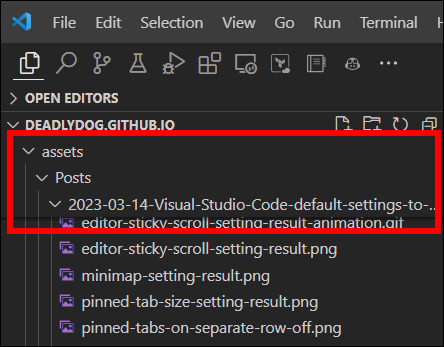 File Edit Selection View Go Run Terminal
OPEN EDITORS
DEADLYDOG.GITHUB.IO
assets
Posts
2023-03-14-Visual-Studio-Code-default-settings-to-...
editor-sticky-scroll-setting-result-animation.gif
editor-sticky-scroll-setting-result.png
minimap-setting-result.png
pinned-tab-size-setting-result.png
pinned-tabs-on-separate-row-off.png